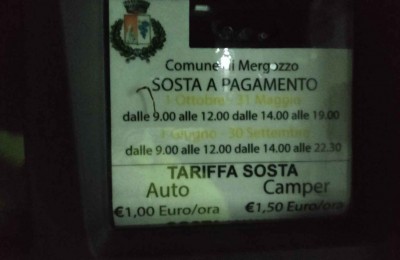 Comune di Mergozzo
SOSTA A PAGAMENTO
1 Ottobre - 31 Maggio
dalle 9.00 alle 12.00 dalle 14.00 alle 19.00
1 Giugno - 30 Settembre
dalle 9.00 alle 12.00 dalle 14.00 alle 22.30
TARIFFA SOSTA
Auto Camper
€1,00 Euro/ora €1,50 Euro/ora